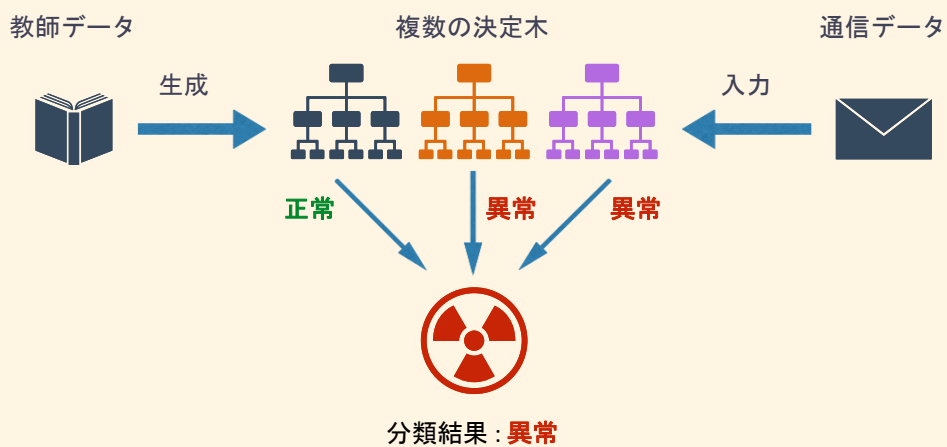 教師データ
複数の決定木
通信データ
生成
入力
正常
異常
異常
分類結果 : 異常